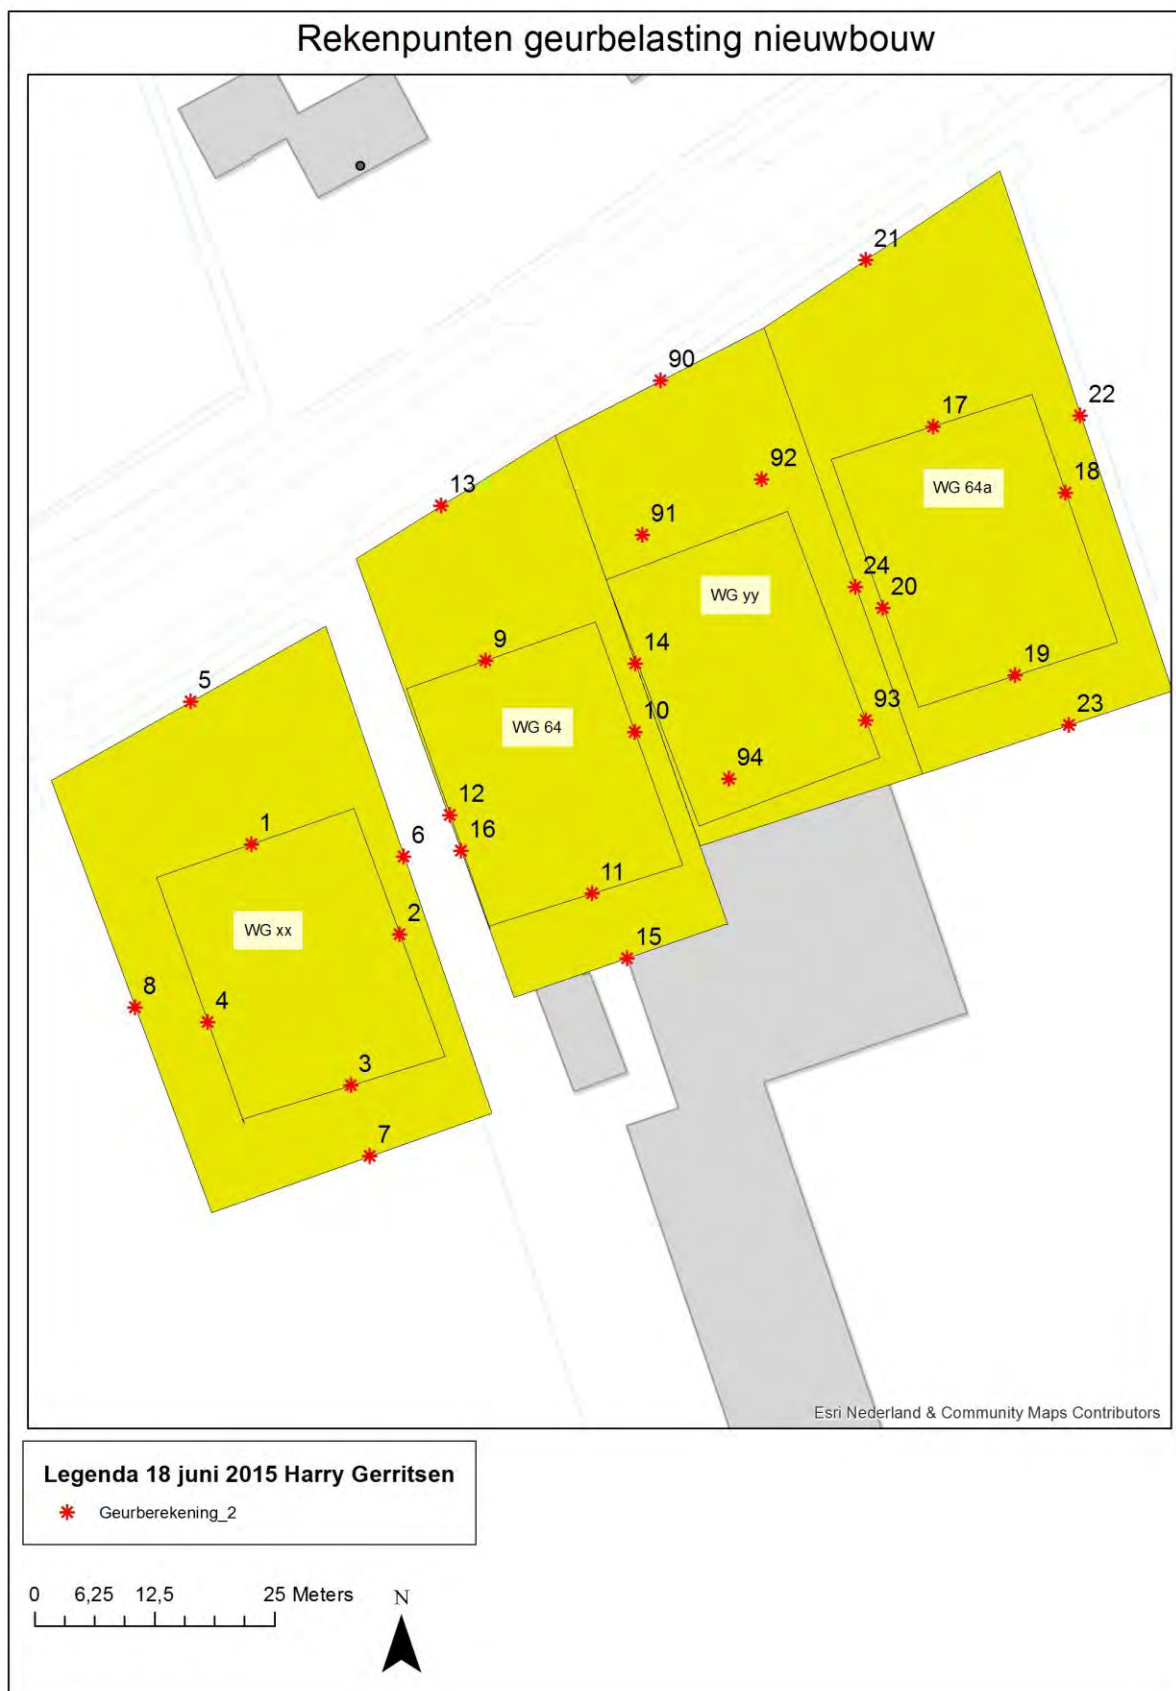 Rekenpunten geurbelasting nieuwbouw
21
90
22
17
92
18
WG 64a
13
91
24
20
WG yy
9
14
19
5
93
23
10
WG 64
94
12
1
6
16
11
2
WG xx
15
8
4
3
7
Esri Nederland & Community Maps Contributors
Legenda 18 juni 2015 Harry Gerritsen
Geurberekening_2
0 6,25 12,5 25 Meters
N